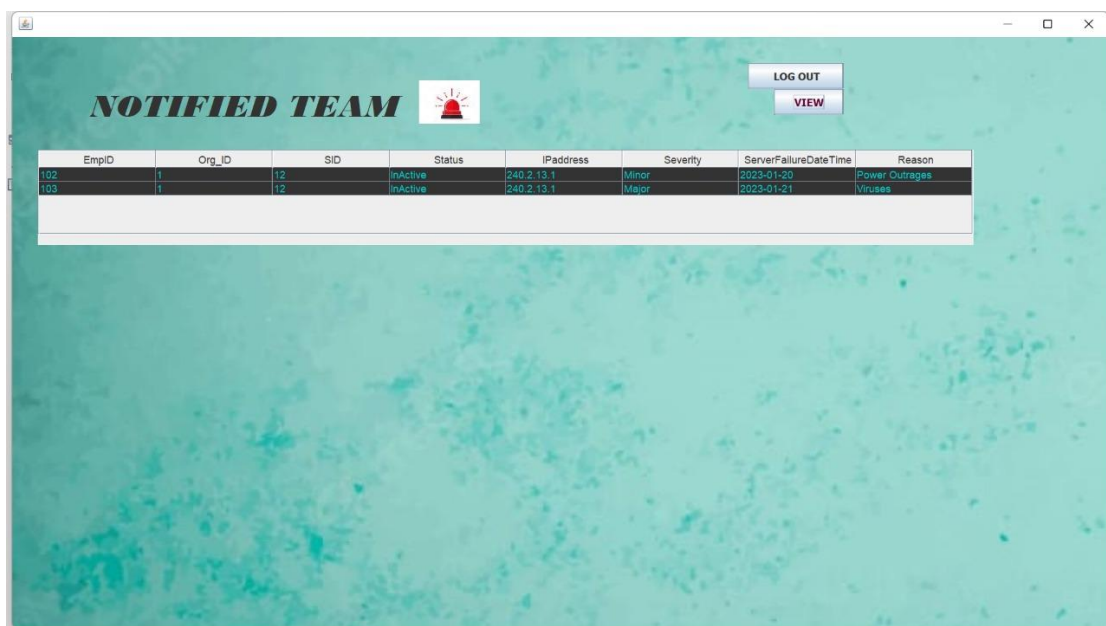 LOG OUT
NOTIFIED TEAM
VIEW
EmpID Org_ID SID Status IPaddress Severity ServerFailureDateTime Reason
102 1 12 InActive 240.2.13.1 Minor 2023-01-20 Power Outrages
103 1 12 InActive 240.2.13.1 Major 2023-01-21 Viruses